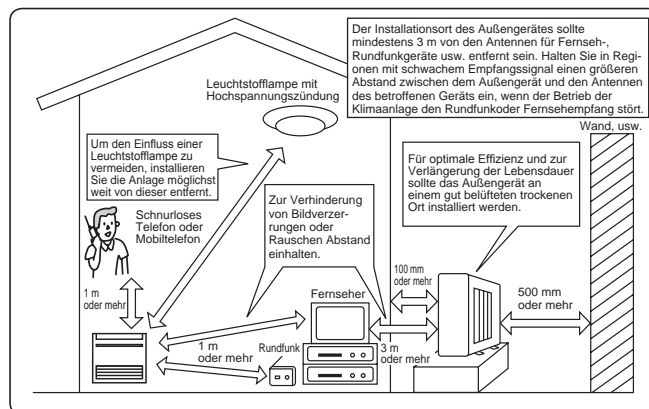 Der Installationsort des Außengerätes sollte
mindestens 3 m von den Antennen für Fernseh-,
Rundfunkgeräte usw. entfernt sein. Halten Sie in Regi-
onen mit schwachem Empfangssignal einen größeren
Abstand zwischen dem Außengerät und den Antennen
des betroffenen Geräts ein, wenn der Betrieb der
Klimaanlage den Rundfunkoder Fernsehempfang stört.
Leuchtstofflampe mit
Hochspannungszündung
Wand, usw.
Um den Einfluss einer
Leuchtstofflampe zu
vermeiden, installieren
Sie die Anlage möglichst
weit von dieser entfernt.
Für optimale Effizienz und zur
Verlängerung der Lebensdauer
sollte das Außengerät an
einem gut belüfteten trockenen
Ort installiert werden.
Schnurloses
Telefon oder
Mobiltelefon
Zur Verhinderung
von Bildverzer-
rungen oder
Rauschen Abstand
einhalten.
100 mm
oder mehr
1 m
oder mehr
Fernseher
500 mm
oder mehr
1 m
oder mehr
Rundfunk
3 m
oder mehr